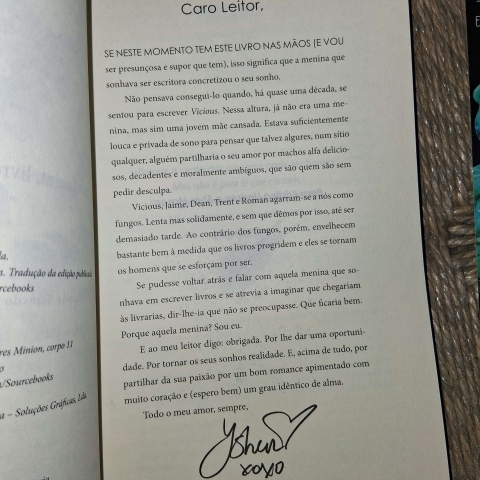 Caro Leitor,
SE NESTE MOMENTO TEM ESTE LIVRO NAS MÃOS (E VOU
ser presunçosa e supor que tem), isso significa que a menina que
sonhava ser escritora concretizou o seu sonho.
Não pensava consegui-lo quando, há quase uma década, se
sentou para escrever Vicious. Nessa altura, já não era uma me-
nina, mas sim uma jovem mãe cansada. Estava suficientemente
louca e privada de sono para pensar que talvez algures, num sítio
qualquer, alguém partilharia o seu amor por machos alfa delicio-
sos, decadentes e moralmente ambíguos, que são quem são sem
pedir desculpa.
Vicious, Jaime, Dean, Trent e Roman agarram-se a nós como
fungos. Lenta mas solidamente, e sem que dêmos por isso, até ser
demasiado tarde. Ao contrário dos fungos, porém, envelhecem
bastante bem à medida que os livros progridem e eles se tornam
os homens que se esforçam por ser.
Se pudesse voltar atrás e falar com aquela menina que so-
nhava em escrever livros e se atrevia a imaginar que chegariam
às livrarias, dir-lhe-ia que não se preocupasse. Que ficaria bem.
Porque aquela menina? Sou eu.
E ao meu leitor digo: obrigada. Por lhe dar uma oportuni-
dade. Por tornar os seus sonhos realidade. E, acima de tudo, por
partilhar da sua paixão por um bom romance apimentado com
muito coração e (espero bem) um grau idêntico de alma.
Todo o meu amor, sempre,
xoxo
da,
n. Tradução da edição publicada
rcebooks
res Minion, corpo 11
o
/Sourcebooks
a – Soluções Gráficas, Lda